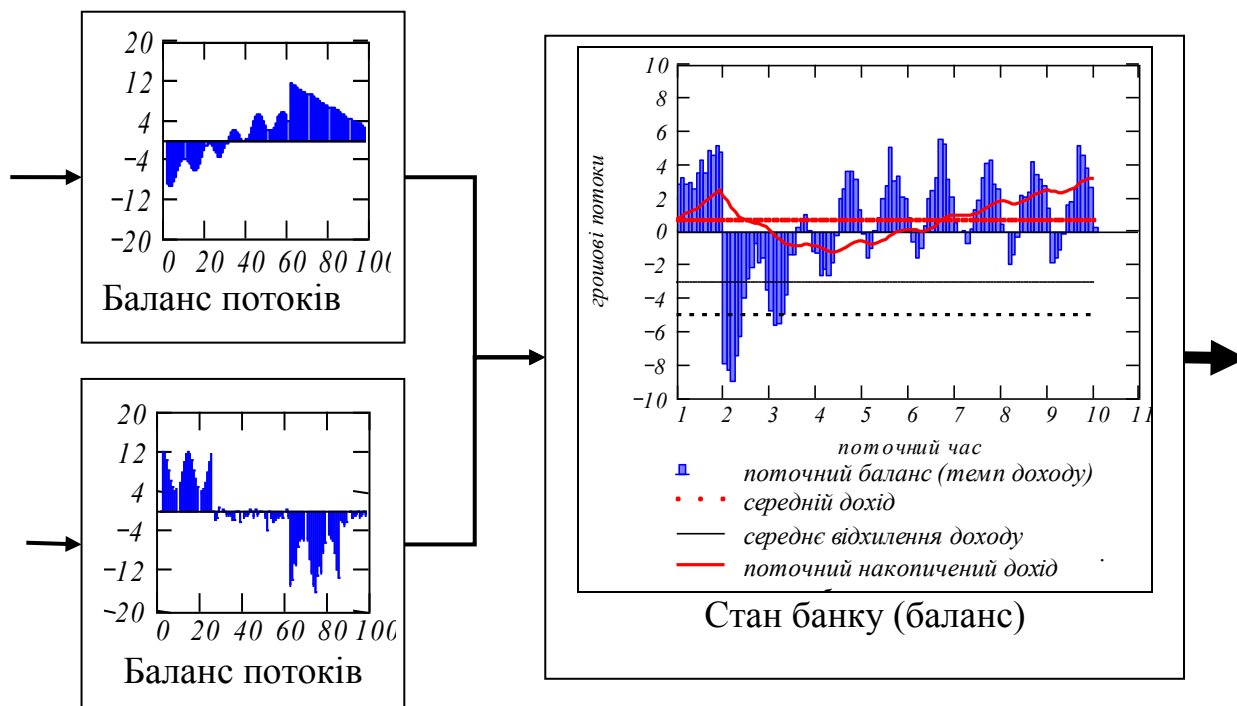 20
12
4
−4
−12
−20
0 20 40 60 80 100
Баланс потоків
20
12
4
−4
−12
−20
0 20 40 60 80 100
Баланс потоків
грошові потоки
10
8
6
4
2
0
−2
−4
−6
−8
−10
1 2 3 4 5 6 7 8 9 10 11
поточний час
поточний баланс (темп доходу)
середній дохід
середнє відхилення доходу
поточний накопичений дохід
Стан банку (баланс)